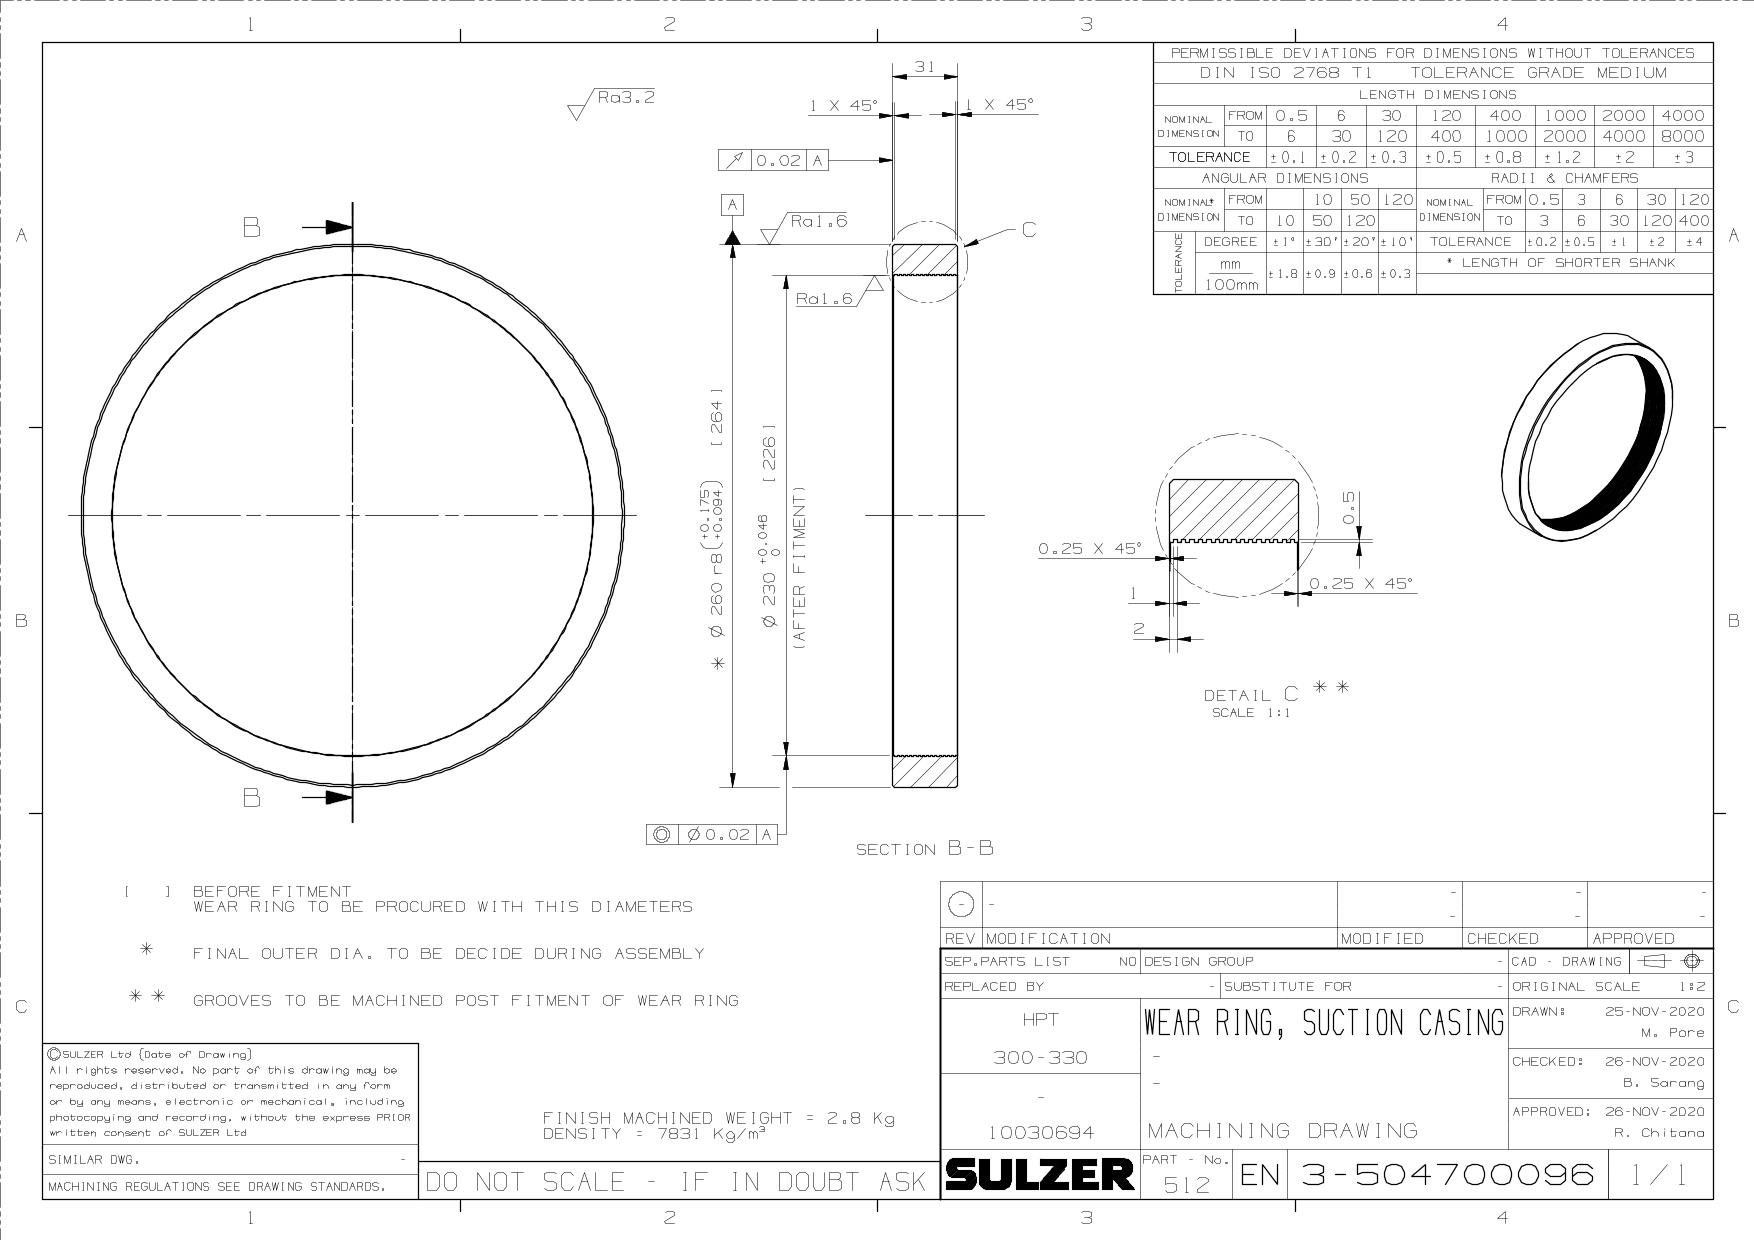 1 2 3 4
PERMISSIBLE DEVIATIONS FOR DIMENSIONS WITHOUT TOLERANCES
DIN ISO 2768 T1 TOLERANCE GRADE MEDIUM
LENGTH DIMENSIONS
NOMINAL DIMENSION FROM 0.5 6 30 120 400 1000 2000 4000
TO 6 30 120 400 1000 2000 4000 8000
TOLERANCE ±0.1 ±0.2 ±0.3 ±0.5 ±0.8 ±1.2 ±2 ±3
ANGULAR DIMENSIONS RADII & CHAMFERS
NOMINAL* DIMENSION FROM 10 50 120 NOMINAL DIMENSION FROM 0.5 3 6 30 120
TO 10 50 120 TO 3 6 30 120 400
TOLERANCE DEGREE ±1° ±30' ±20' ±10' TOLERANCE ±0.2 ±0.5 ±1 ±2 ±4
mm ±1.8 ±0.9 ±0.6 ±0.3 * LENGTH OF SHORTER SHANK
100mm
Ra3.2
31
1 X 45° 1 X 45°
0.02 A
A
Ra1.6
C
Ra1.6
A A
B
B
* Ø 260 r8(+0.175 +0.094) [264]
Ø 230 +0.046 0 [226]
(AFTER FITMENT)
Ø0.02 A
SECTION B-B
0.5
0.25 X 45°
0.25 X 45°
1
2
DETAIL C **
SCALE 1:1
B B
[ ] BEFORE FITMENT
WEAR RING TO BE PROCURED WITH THIS DIAMETERS
* FINAL OUTER DIA. TO BE DECIDE DURING ASSEMBLY
** GROOVES TO BE MACHINED POST FITMENT OF WEAR RING
C C
©SULZER Ltd (Date of Drawing)
All rights reserved. No part of this drawing may be
reproduced, distributed or transmitted in any form
or by any means, electronic or mechanical, including
photocopying and recording, without the express PRIOR
written consent of SULZER Ltd
SIMILAR DWG. -
MACHINING REGULATIONS SEE DRAWING STANDARDS.
FINISH MACHINED WEIGHT = 2.8 Kg
DENSITY = 7831 Kg/m³
DO NOT SCALE - IF IN DOUBT ASK
- - - - -
- - -
REV MODIFICATION MODIFIED CHECKED APPROVED
SEP.PARTS LIST NO DESIGN GROUP - CAD - DRAWING
REPLACED BY - SUBSTITUTE FOR - ORIGINAL SCALE 1:2
HPT
300-330
-
10030694
WEAR RING, SUCTION CASING
-
-
MACHINING DRAWING
DRAWN: 25-NOV-2020
M. Pore
CHECKED: 26-NOV-2020
B. Sarang
APPROVED: 26-NOV-2020
R. Chitana
SULZER
PART - No.
512
EN 3-504700096 1/1
1 2 3 4